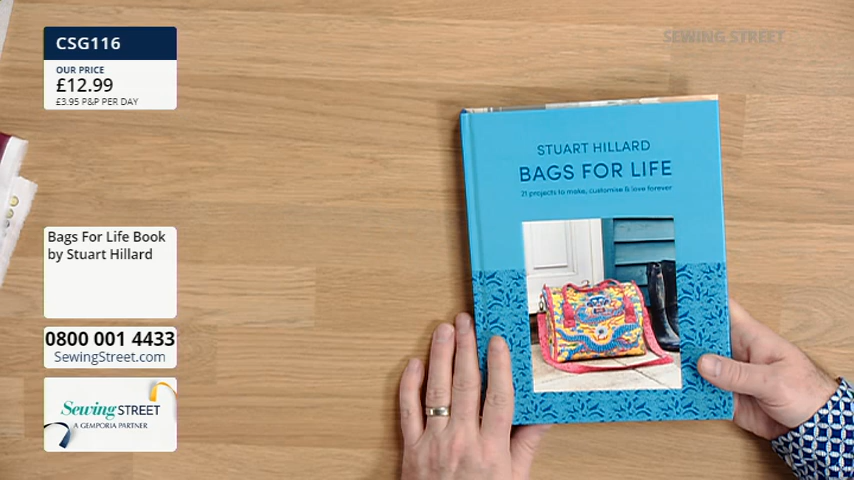 CSG116
OUR PRICE
£12.99
£3.95 P&P PER DAY
SEWING STREET
STUART HILLARD
BAGS FOR LIFE
21 projects to make, customise & love forever
Bags For Life Book
by Stuart Hillard
0800 001 4433
SewingStreet.com
Sewing STREET
A GEMPORIA PARTNER